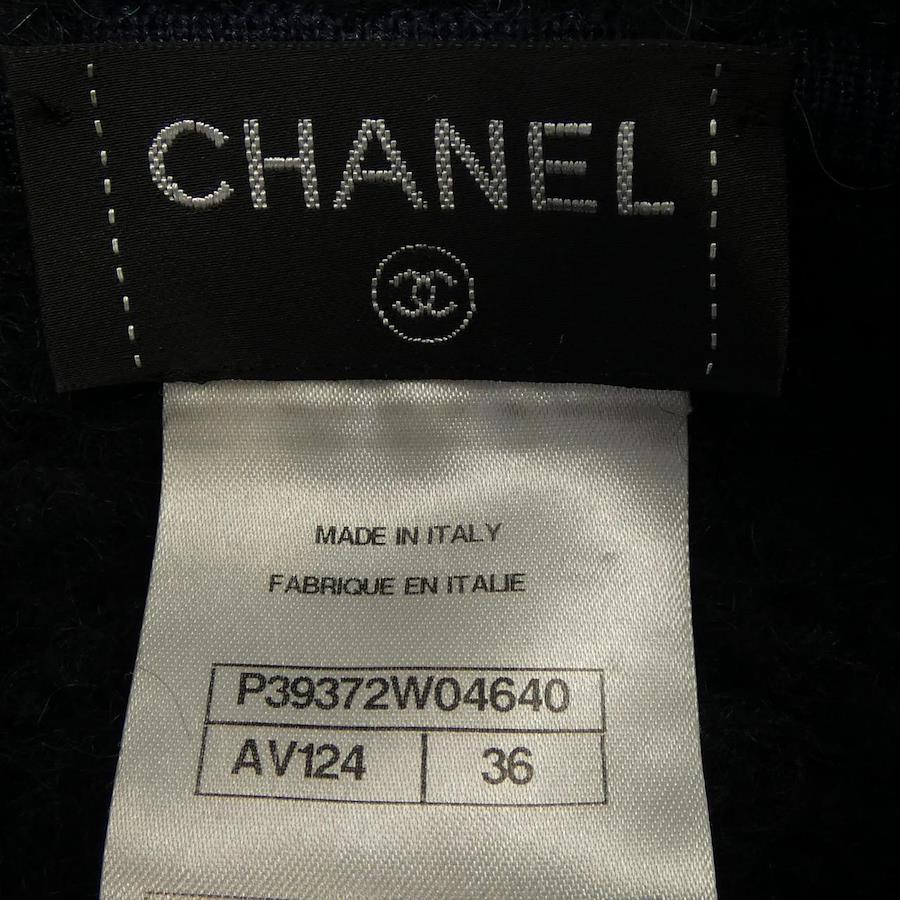 CHANEL
MADE IN ITALY
FABRIQUE EN ITALIE
P39372W04640
AV124 36